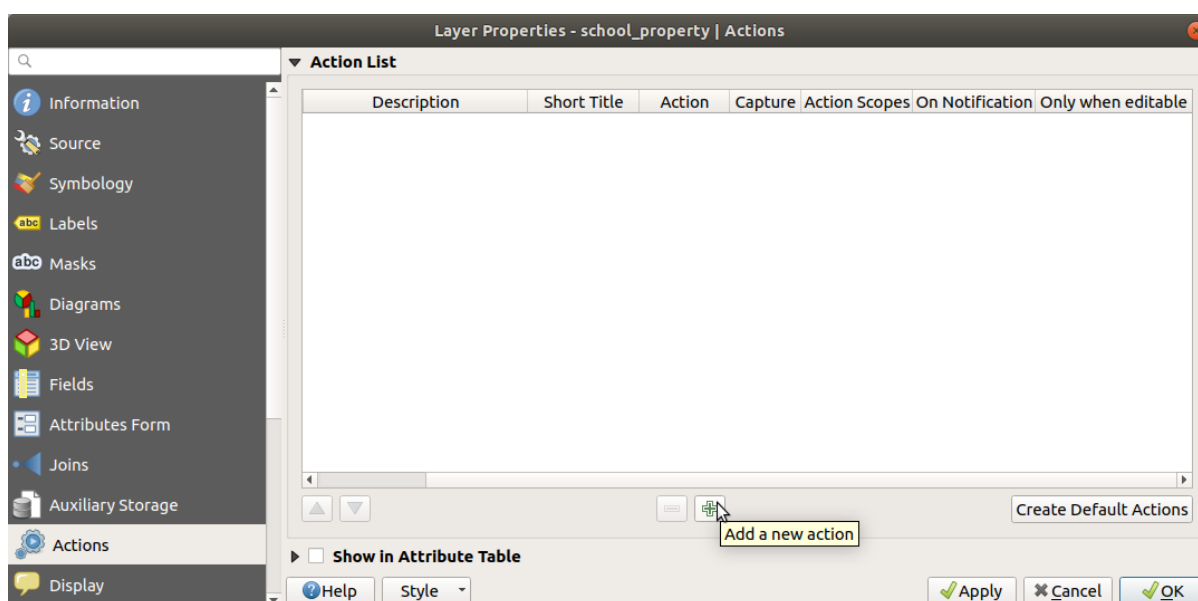 Layer Properties - school_property | Actions
Action List
Information
Source
Symbology
abc Labels
abc Masks
Diagrams
3D View
Fields
Attributes Form
Joins
Auxiliary Storage
Actions
Display
Description Short Title Action Capture Action Scopes On Notification Only when editable
Create Default Actions
Add a new action
Show in Attribute Table
Help Style Apply Cancel OK